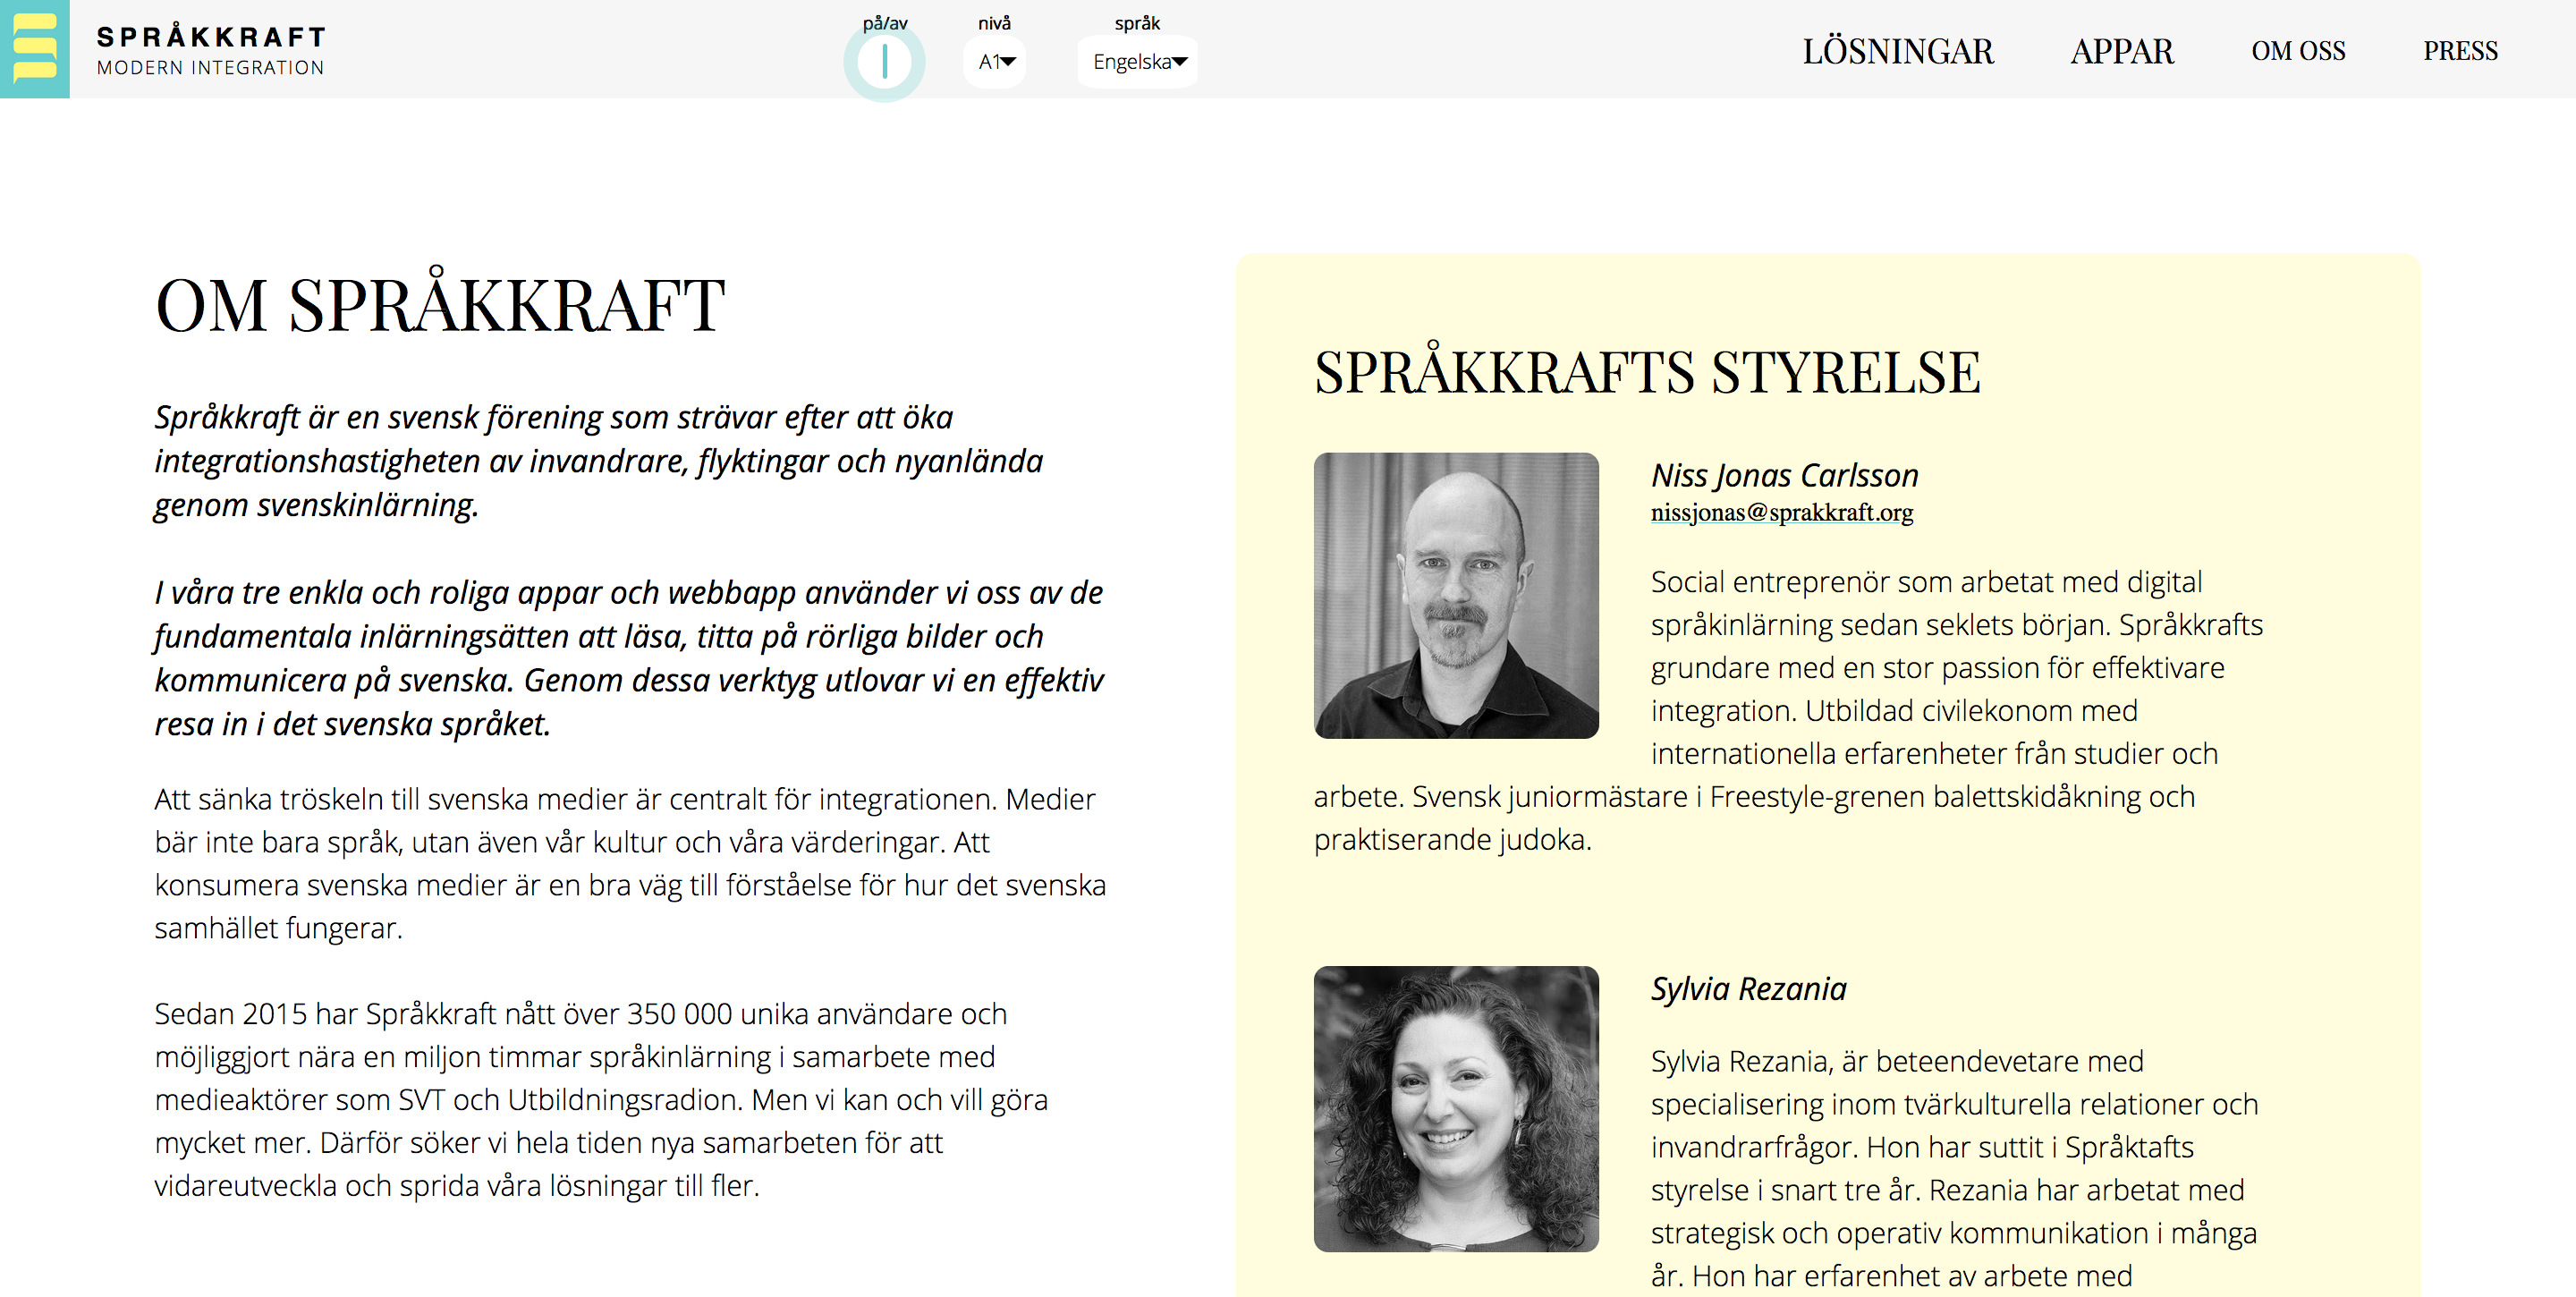 SPRÅKKRAFT
MODERN INTEGRATION
på/av
nivå
språk
A1
Engelska
LÖSNINGAR
APPAR
OM OSS
PRESS
OM SPRÅKKRAFT
Språkkraft är en svensk förening som strävar efter att öka
integrationshastigheten av invandrare, flyktingar och nyanlända
genom svenskinlärning.
I våra tre enkla och roliga appar och webbapp använder vi oss av de
fundamentala inlärningsätten att läsa, titta på rörliga bilder och
kommunicera på svenska. Genom dessa verktyg utlovar vi en effektiv
resa in i det svenska språket.
Att sänka tröskeln till svenska medier är centralt för integrationen. Medier
bär inte bara språk, utan även vår kultur och våra värderingar. Att
konsumera svenska medier är en bra väg till förståelse för hur det svenska
samhället fungerar.
Sedan 2015 har Språkkraft nått över 350 000 unika användare och
möjliggjort nära en miljon timmar språkinlärning i samarbete med
medieaktörer som SVT och Utbildningsradion. Men vi kan och vill göra
mycket mer. Därför söker vi hela tiden nya samarbeten för att
vidareutveckla och sprida våra lösningar till fler.
SPRÅKKRAFTS STYRELSE
Niss Jonas Carlsson
nissjonas@sprakkraft.org
Social entreprenör som arbetat med digital
språkinlärning sedan seklets början. Språkkrafts
grundare med en stor passion för effektivare
integration. Utbildad civilekonom med
internationella erfarenheter från studier och
arbete. Svensk juniormästare i Freestyle-grenen balettskidåkning och
praktiserande judoka.
Sylvia Rezania
Sylvia Rezania, är beteendevetare med
specialisering inom tvärkulturella relationer och
invandrarfrågor. Hon har suttit i Språktafts
styrelse i snart tre år. Rezania har arbetat med
strategisk och operativ kommunikation i många
år. Hon har erfarenhet av arbete med